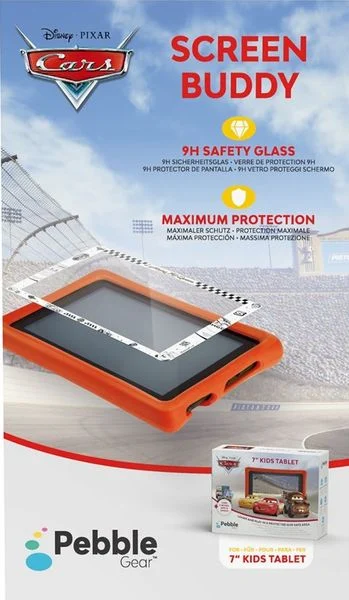 Disney · PIXAR
Cars
SCREEN
BUDDY
9H SAFETY GLASS
9H SICHERHEITSGLAS · VERRE DE PROTECTION 9H
9H PROTECTOR DE PANTALLA · 9H VETRO PROTEGGI SCHERMO
MAXIMUM PROTECTION
MAXIMALER SCHUTZ · PROTECTION MAXIMALE
MÁXIMA PROTECCIÓN · MASSIMA PROTEZIONE
Cars
7" KIDS TABLET
Pebble
Pebble
Gear™
FOR · FÜR · POUR · PARA · PER
7" KIDS TABLET